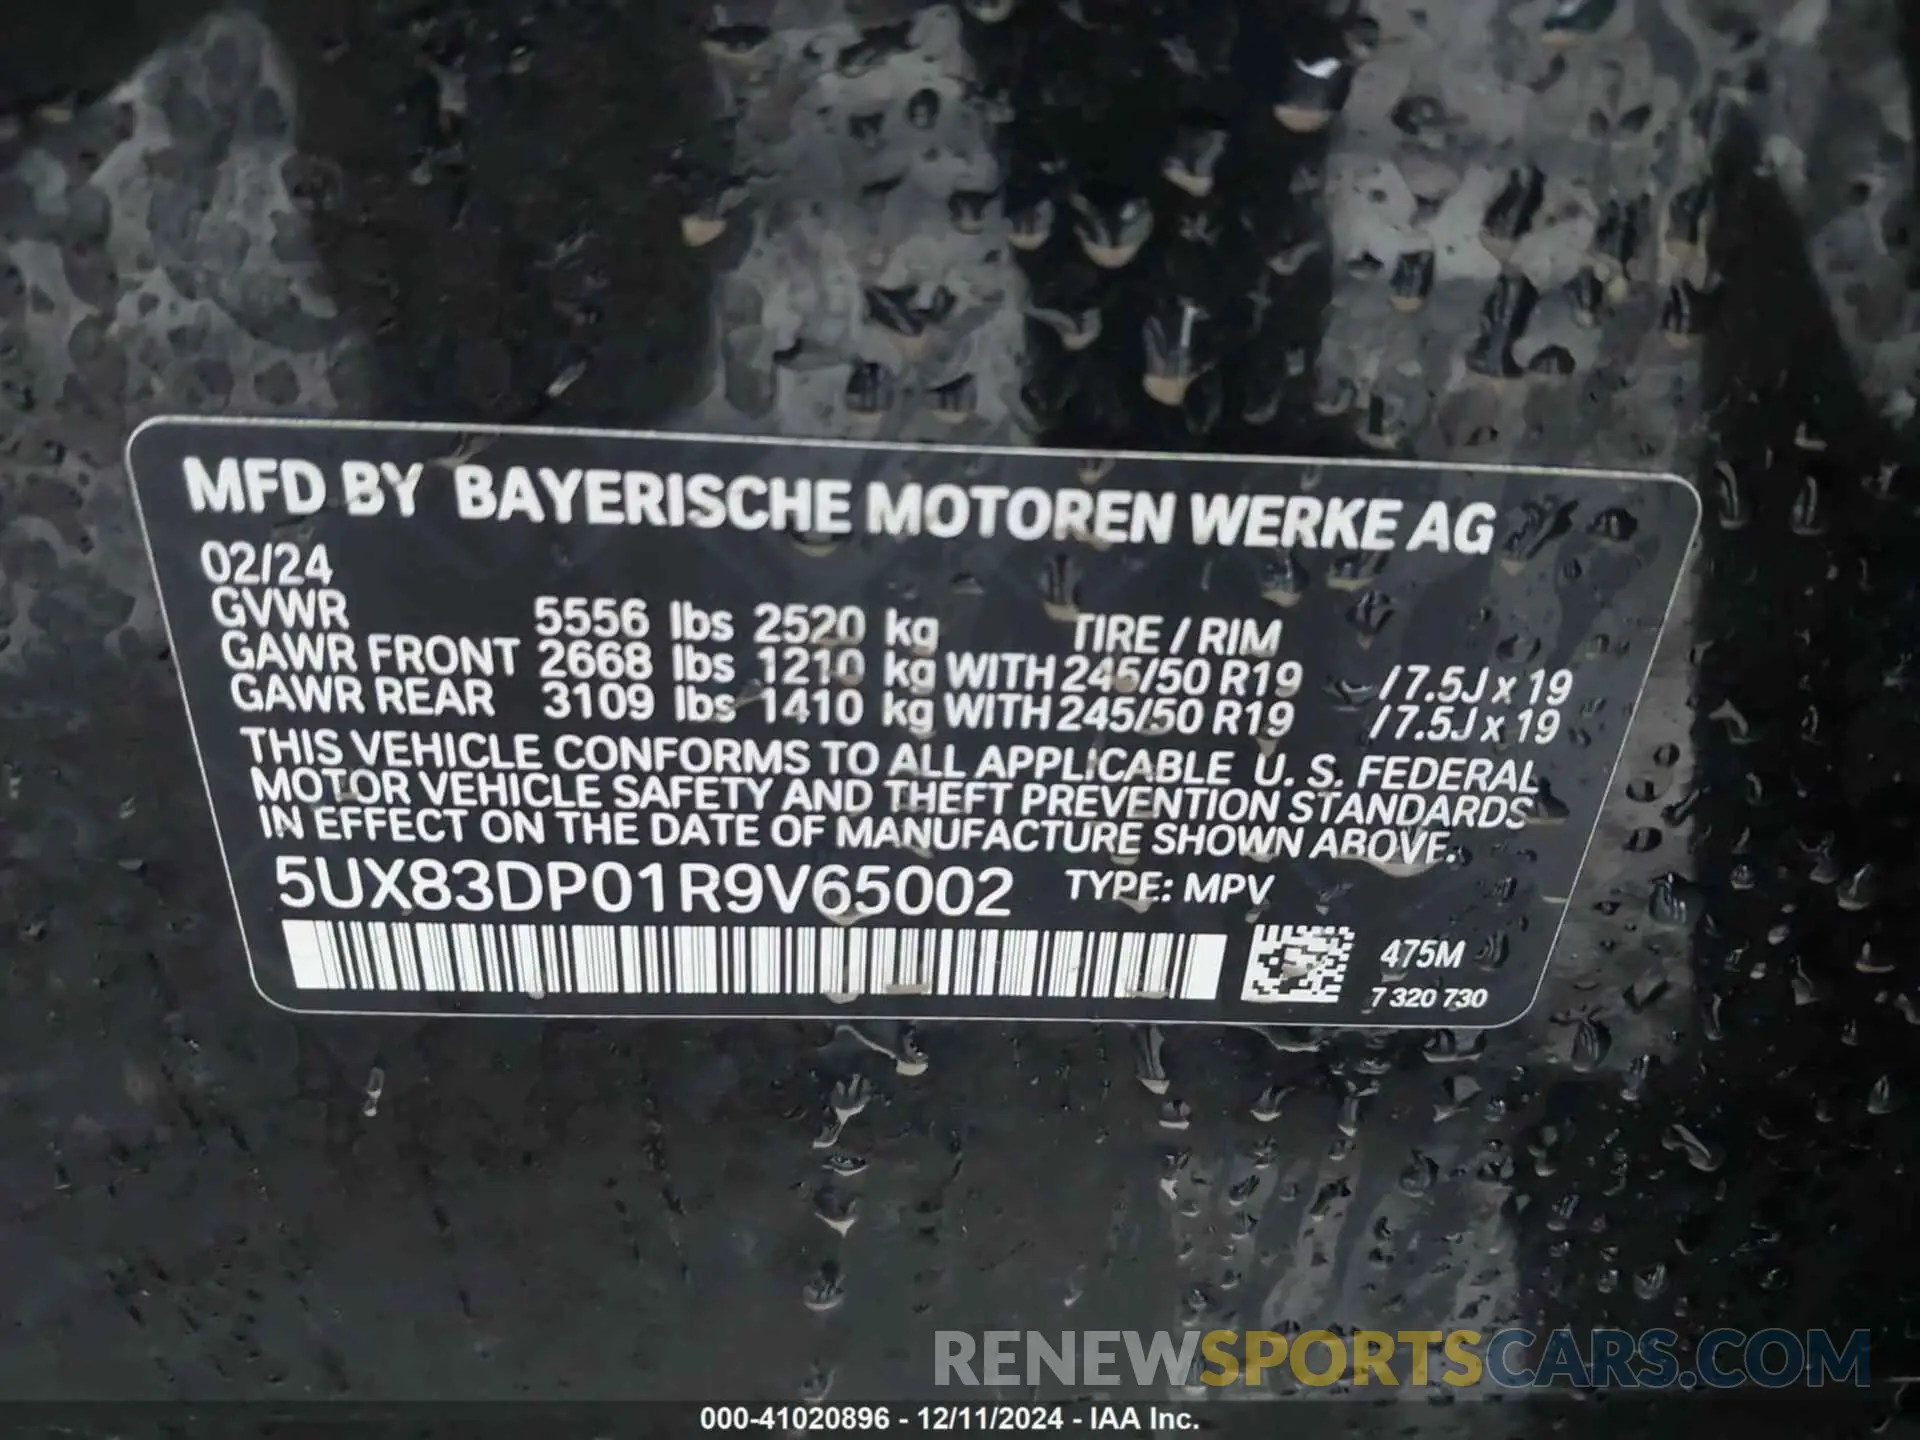 MFD BY BAYERISCHE MOTOREN WERKE AG
02/24
GVWR 5556 lbs 2520 kg TIRE / RIM
GAWR FRONT 2668 lbs 1210 kg WITH 245/50 R19 / 7.5J x 19
GAWR REAR 3109 lbs 1410 kg WITH 245/50 R19 / 7.5J x 19
THIS VEHICLE CONFORMS TO ALL APPLICABLE U. S. FEDERAL
MOTOR VEHICLE SAFETY AND THEFT PREVENTION STANDARDS
IN EFFECT ON THE DATE OF MANUFACTURE SHOWN ABOVE.
5UX83DP01R9V65002 TYPE: MPV
475M
7 320 730
RENEWSPORTSCARS.COM
000-41020896 - 12/11/2024 - IAA Inc.